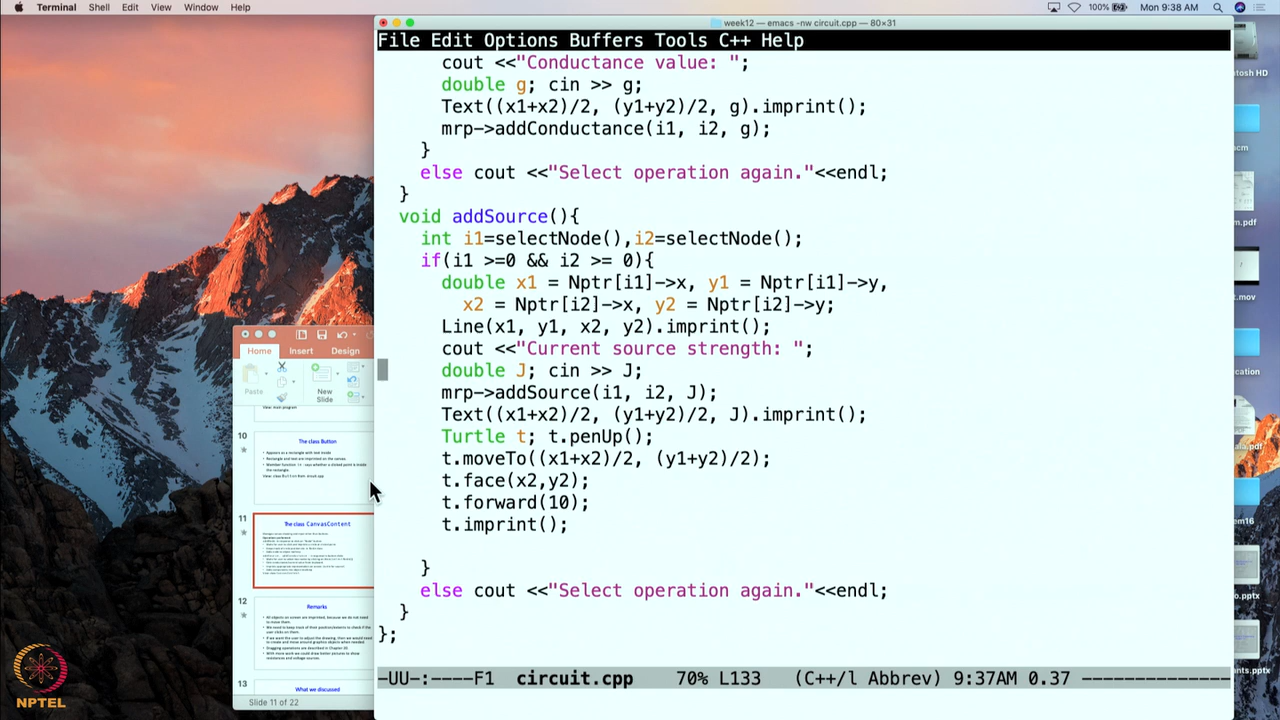 Terminal Shell Edit View Window Help
100% Mon 9:38 AM
week12 — emacs -nw circuit.cpp — 80×31
File Edit Options Buffers Tools C++ Help
cout <<"Conductance value: ";
double g; cin >> g;
Text((x1+x2)/2, (y1+y2)/2, g).imprint();
mrp->addConductance(i1, i2, g);
}
else cout <<"Select operation again."<<endl;
}
void addSource(){
int i1=selectNode(),i2=selectNode();
if(i1 >=0 && i2 >= 0){
double x1 = Nptr[i1]->x, y1 = Nptr[i1]->y,
x2 = Nptr[i2]->x, y2 = Nptr[i2]->y;
Line(x1, y1, x2, y2).imprint();
cout <<"Current source strength: ";
double J; cin >> J;
mrp->addSource(i1, i2, J);
Text((x1+x2)/2, (y1+y2)/2, J).imprint();
Turtle t; t.penUp();
t.moveTo((x1+x2)/2, (y1+y2)/2);
t.face(x2,y2);
t.forward(10);
t.imprint();
}
else cout <<"Select operation again."<<endl;
}
};
-UU-:----F1 circuit.cpp 70% L133 (C++/l Abbrev) 9:37AM 0.37
Home Insert Design
Paste
New
Slide
10
The class Button
11
The class CanvasContent
12
Remarks
13
What we discussed
Slide 11 of 22
NPTEL